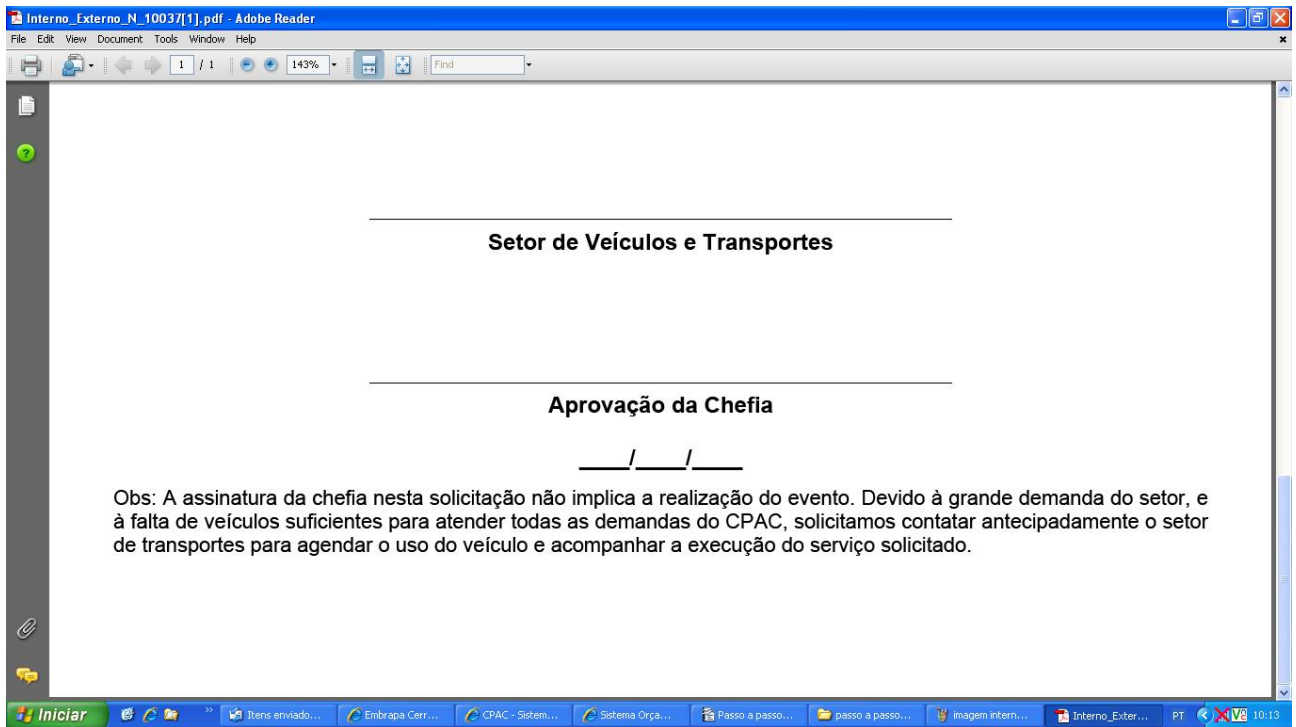 Interno_Externo_N_10037[1].pdf - Adobe Reader
File Edit View Document Tools Window Help
1 / 1 143% Find
Setor de Veículos e Transportes
Aprovação da Chefia
____/____/____
Obs: A assinatura da chefia nesta solicitação não implica a realização do evento. Devido à grande demanda do setor, e
à falta de veículos suficientes para atender todas as demandas do CPAC, solicitamos contatar antecipadamente o setor
de transportes para agendar o uso do veículo e acompanhar a execução do serviço solicitado.
Iniciar Itens enviado... Embrapa Cerr... CPAC - Sistem... Sistema Orça... Passo a passo... passo a passo... imagem intern... Interno_Exter... PT 10:13